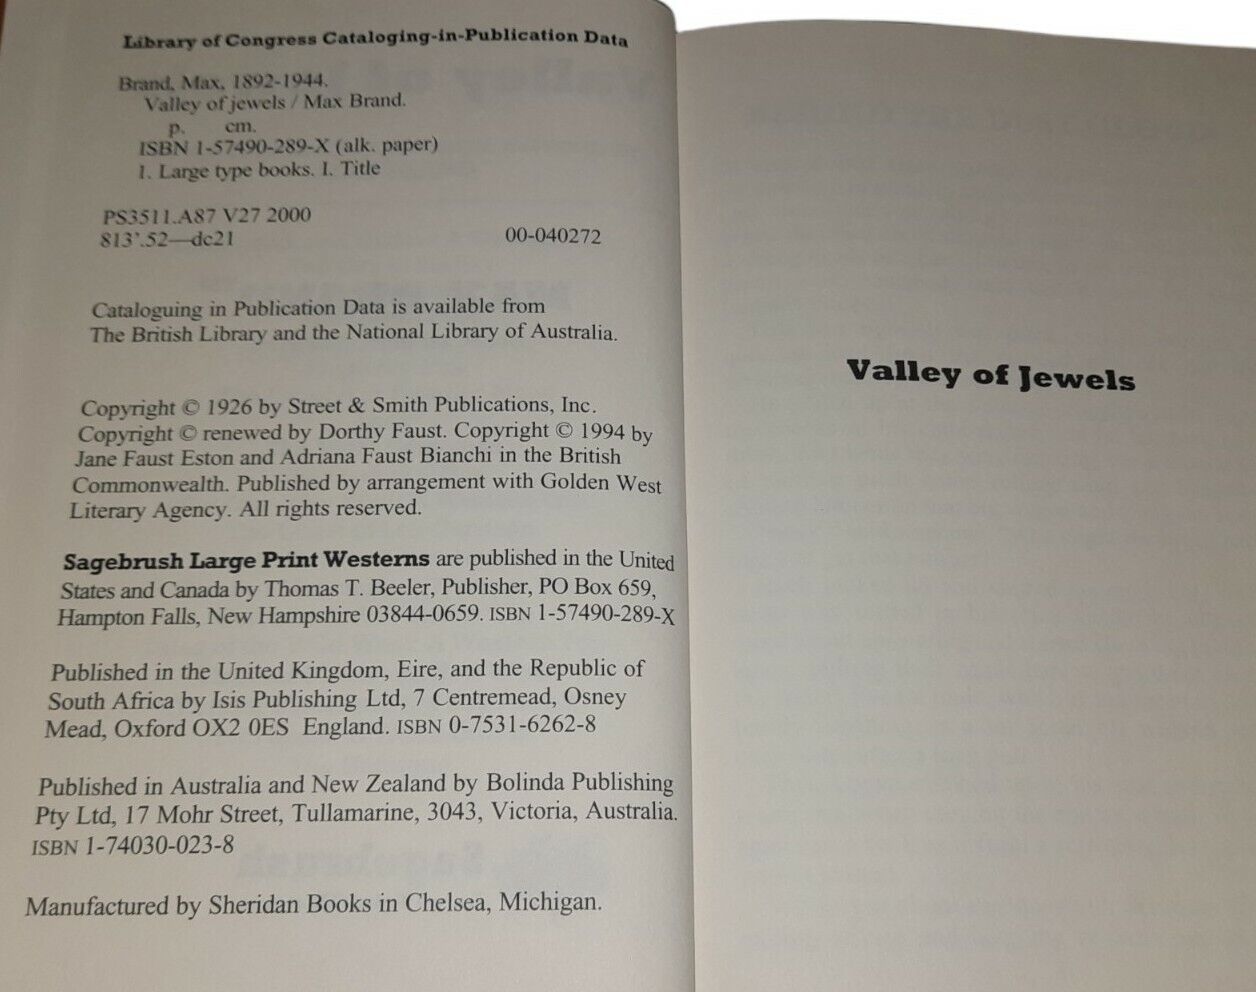 Library of Congress Cataloging-in-Publication Data
Brand, Max, 1892-1944.
Valley of jewels / Max Brand.
p. cm.
ISBN 1-57490-289-X (alk. paper)
1. Large type books. I. Title
PS3511.A87 V27 2000
813'.52—dc21 00-040272
Cataloguing in Publication Data is available from
The British Library and the National Library of Australia.
Copyright © 1926 by Street & Smith Publications, Inc.
Copyright © renewed by Dorthy Faust. Copyright © 1994 by
Jane Faust Eston and Adriana Faust Bianchi in the British
Commonwealth. Published by arrangement with Golden West
Literary Agency. All rights reserved.
Sagebrush Large Print Westerns are published in the United
States and Canada by Thomas T. Beeler, Publisher, PO Box 659,
Hampton Falls, New Hampshire 03844-0659. ISBN 1-57490-289-X
Published in the United Kingdom, Eire, and the Republic of
South Africa by Isis Publishing Ltd, 7 Centremead, Osney
Mead, Oxford OX2 0ES England. ISBN 0-7531-6262-8
Published in Australia and New Zealand by Bolinda Publishing
Pty Ltd, 17 Mohr Street, Tullamarine, 3043, Victoria, Australia.
ISBN 1-74030-023-8
Manufactured by Sheridan Books in Chelsea, Michigan.
Valley of Jewels